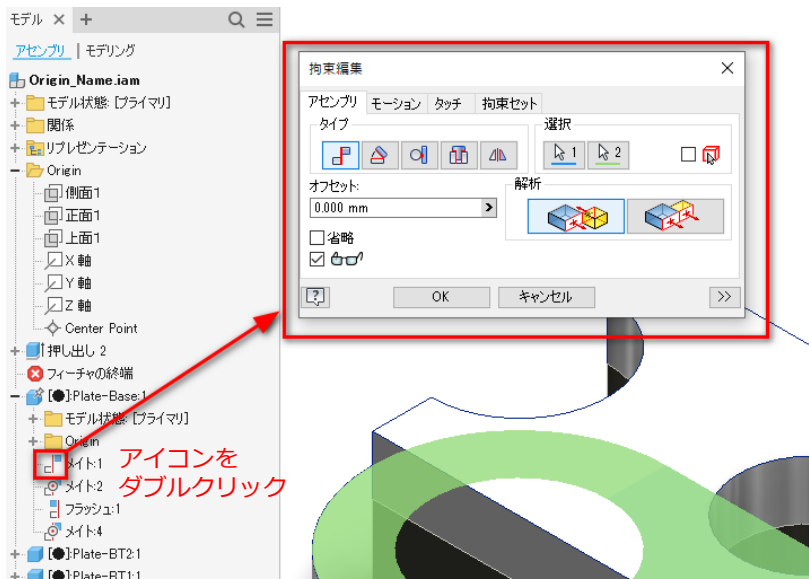 モデル × +
アセンブリ | モデリング
Origin_Name.iam
モデル状態: [プライマリ]
関係
リプレゼンテーション
Origin
側面1
正面1
上面1
X 軸
Y 軸
Z 軸
Center Point
押し出し 2
フィーチャの終端
[●]:Plate-Base:1
モデル状態: [プライマリ]
Origin
メイト:1
メイト:2
フラッシュ:1
メイト:4
[●]:Plate-BT2:1
[●]:Plate-BT1:1
アイコンを
ダブルクリック
拘束編集
アセンブリ モーション タッチ 拘束セット
タイプ
選択
1 2
オフセット:
0.000 mm
解析
省略
OK キャンセル >>